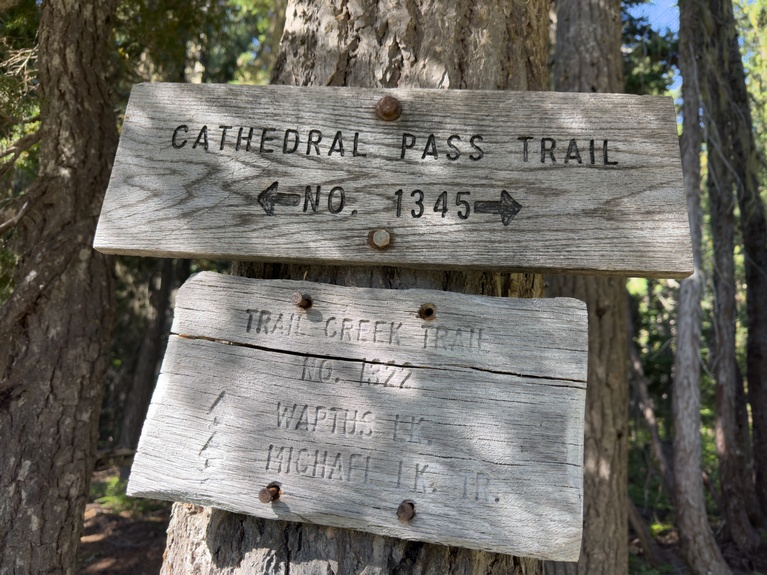 CATHEDRAL PASS TRAIL
← NO. 1345 →
TRAIL CREEK TRAIL
NO. 1322
WAPTUS LK.
MICHAEL LK. TR.